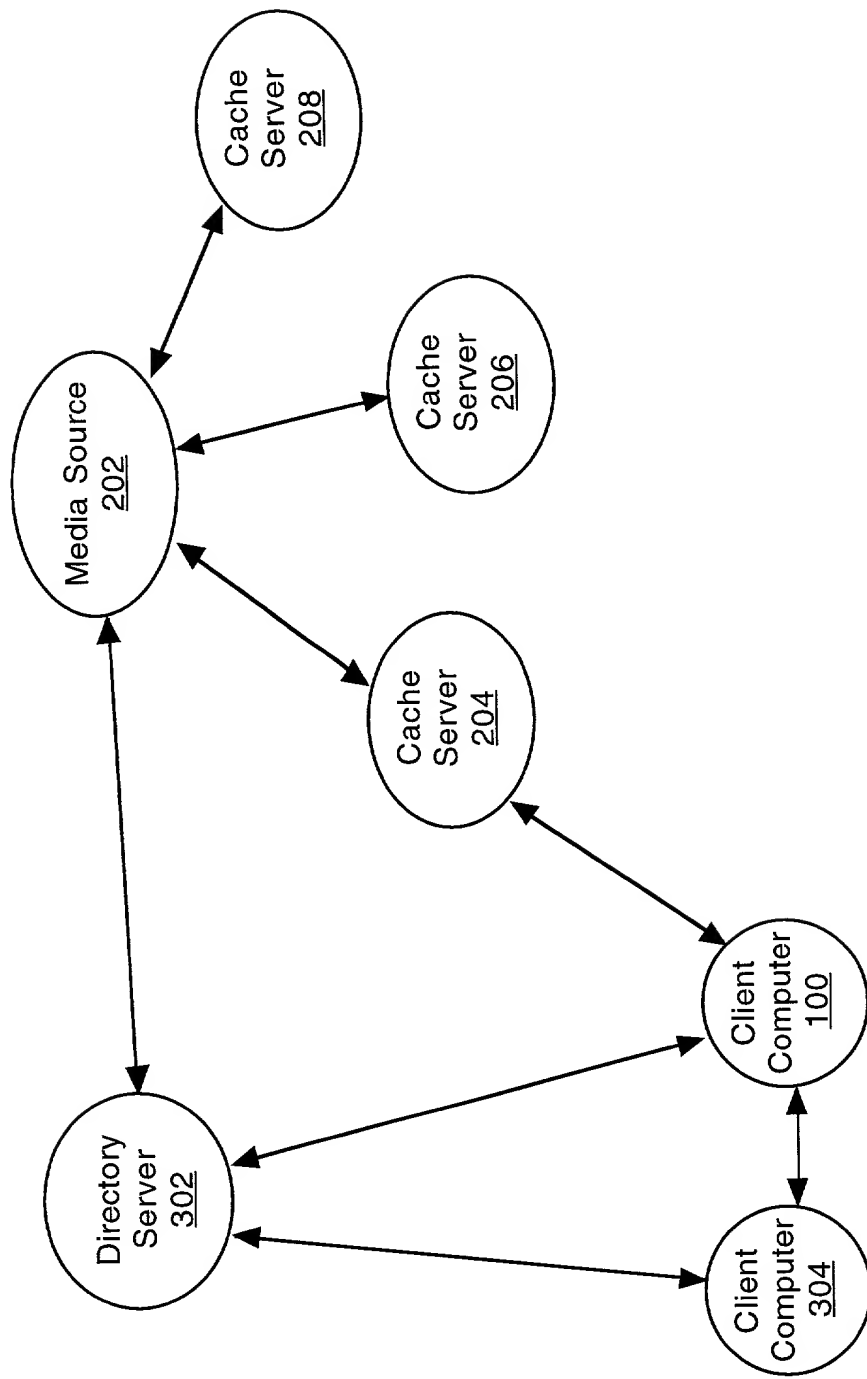 Directory
Server
302
Media Source
202
Cache
Server
208
Cache
Server
206
Cache
Server
204
Client
Computer
304
Client
Computer
100